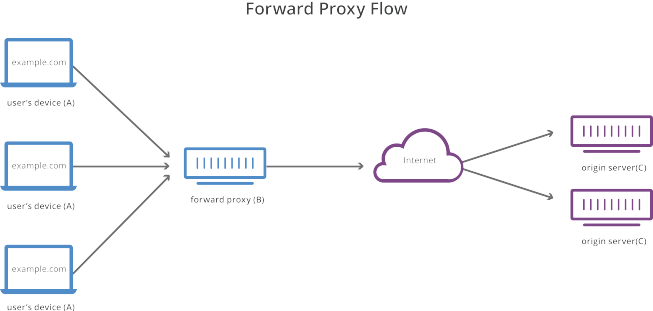 Forward Proxy Flow
example.com
user's device (A)
example.com
user's device (A)
example.com
user's device (A)
forward proxy (B)
Internet
origin server(C)
origin server(C)